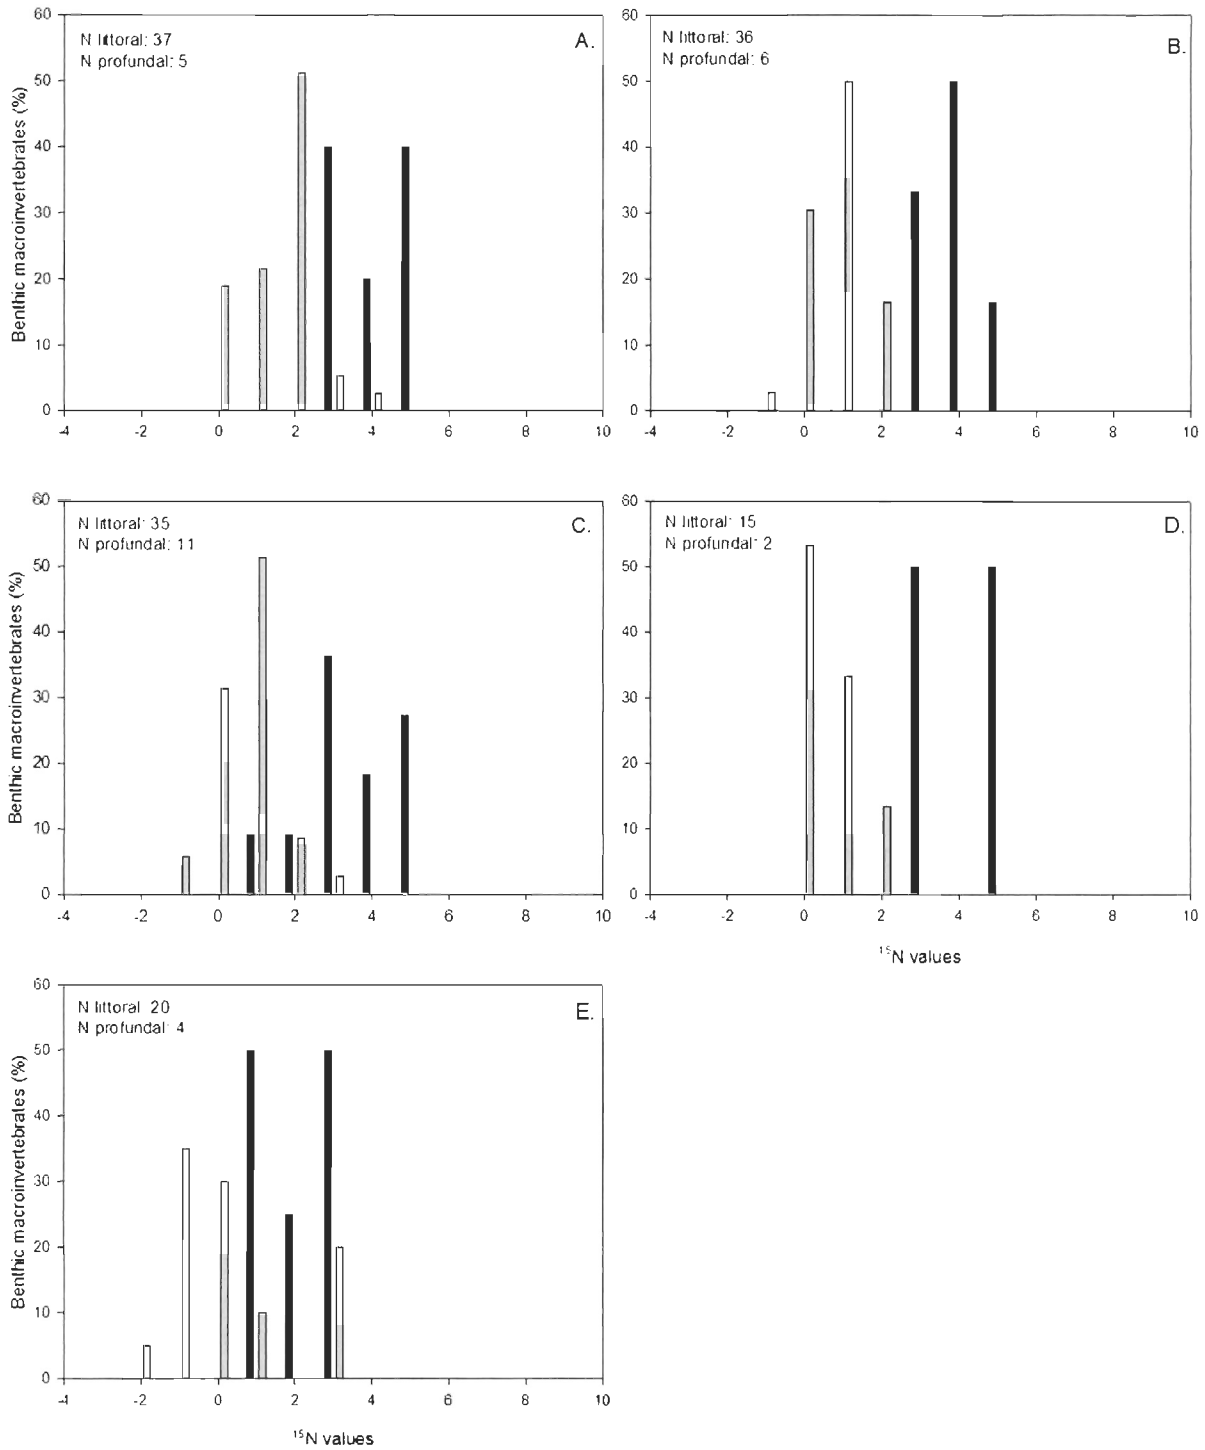 60
N littoral: 37
N profundal: 5
A.
50
40
30
20
10
0
Benthic macroinvertebrates (%)
-4 -2 0 2 4 6 8 10
60
N littoral: 36
N profundal: 6
B.
50
40
30
20
10
0
-4 -2 0 2 4 6 8 10
60
N littoral: 35
N profundal: 11
C.
50
40
30
20
10
0
Benthic macroinvertebrates (%)
-4 -2 0 2 4 6 8 10
60
N littoral: 15
N profundal: 2
D.
50
40
30
20
10
0
-4 -2 0 2 4 6 8 10
¹⁵N values
60
N littoral: 20
N profundal: 4
E.
50
40
30
20
10
0
Benthic macroinvertebrates (%)
-4 -2 0 2 4 6 8 10
¹⁵N values